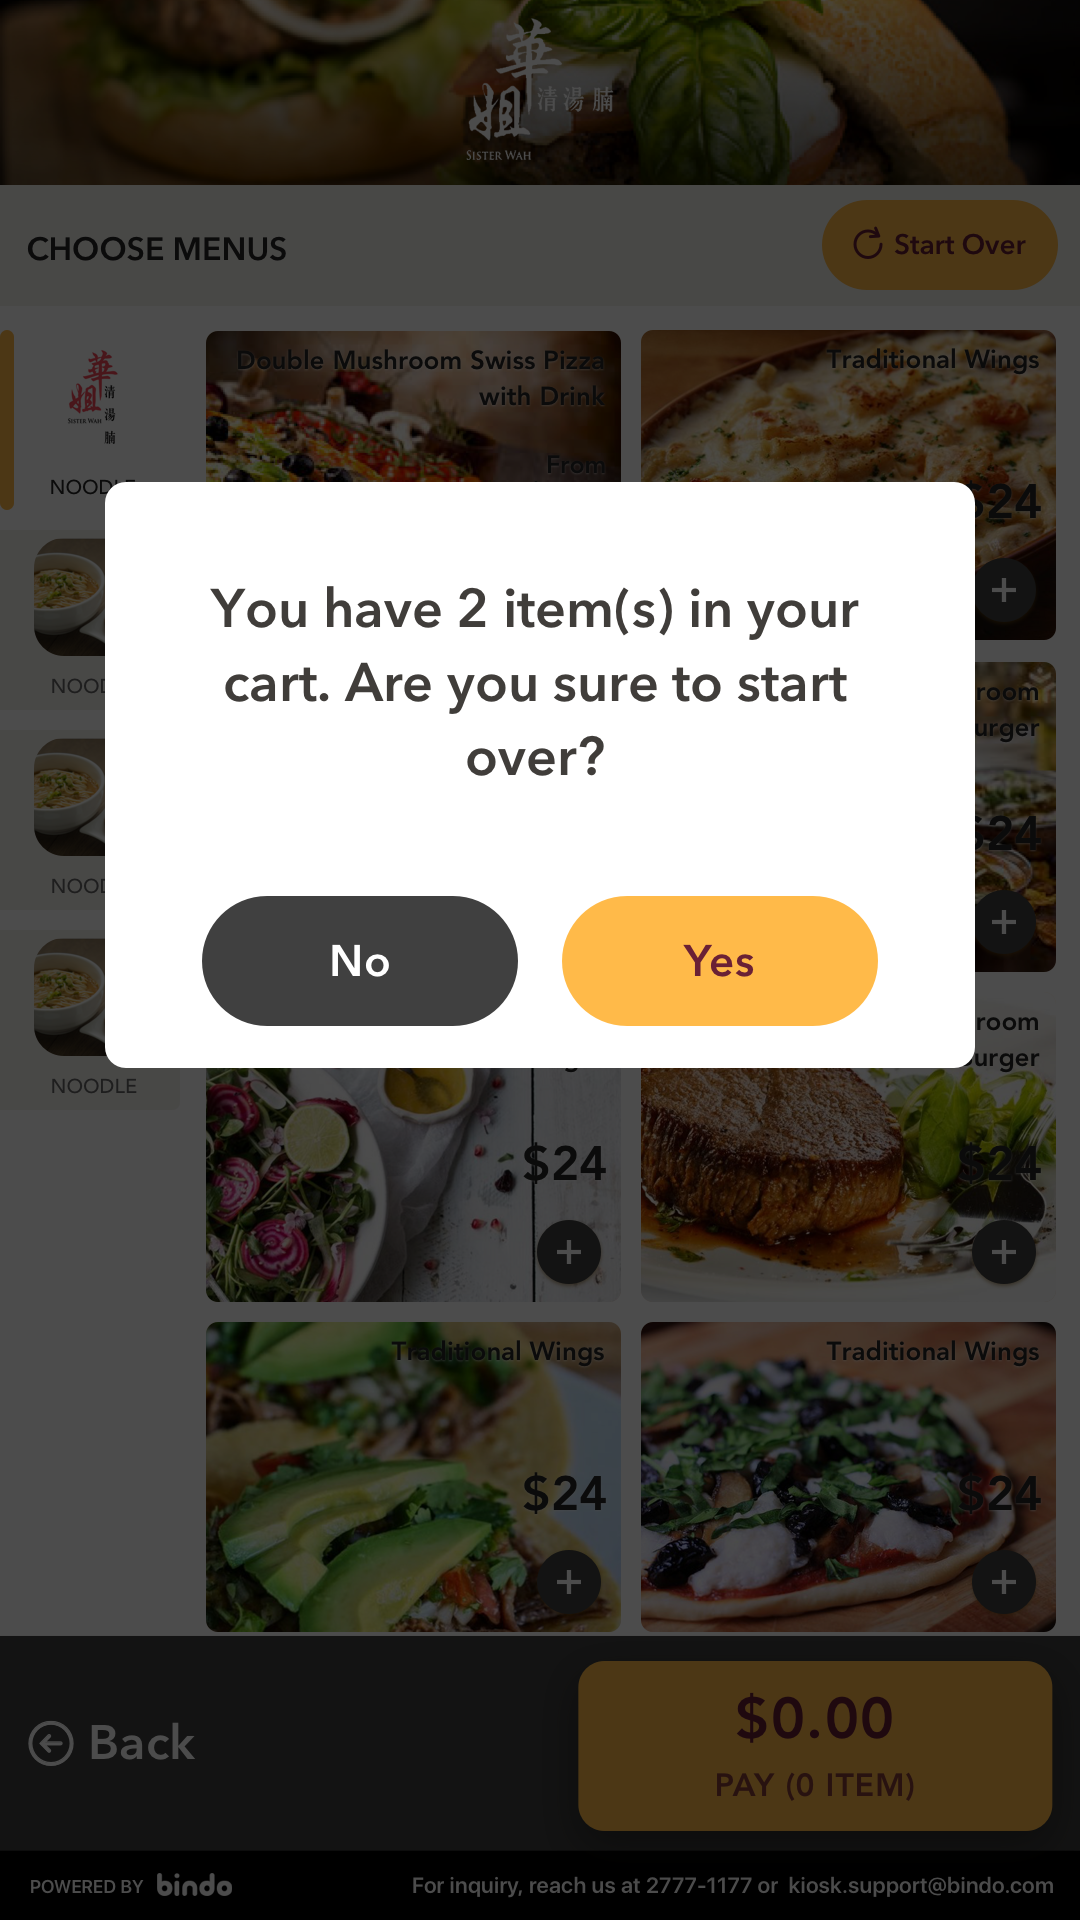 華姐
清湯腩
SISTER WAH
CHOOSE MENUS
Start Over
Double Mushroom Swiss Pizza
with Drink
From
Traditional Wings
$24
華姐
清湯腩
SISTER WAH
NOODLE
You have 2 item(s) in your
cart. Are you sure to start
over?
No
Yes
NOOD
room
urger
$24
NOOD
room
urger
NOODLE
$24
$24
Traditional Wings
$24
Traditional Wings
$24
Back
$0.00
PAY (0 ITEM)
POWERED BY bindo
For inquiry, reach us at 2777-1177 or kiosk.support@bindo.com